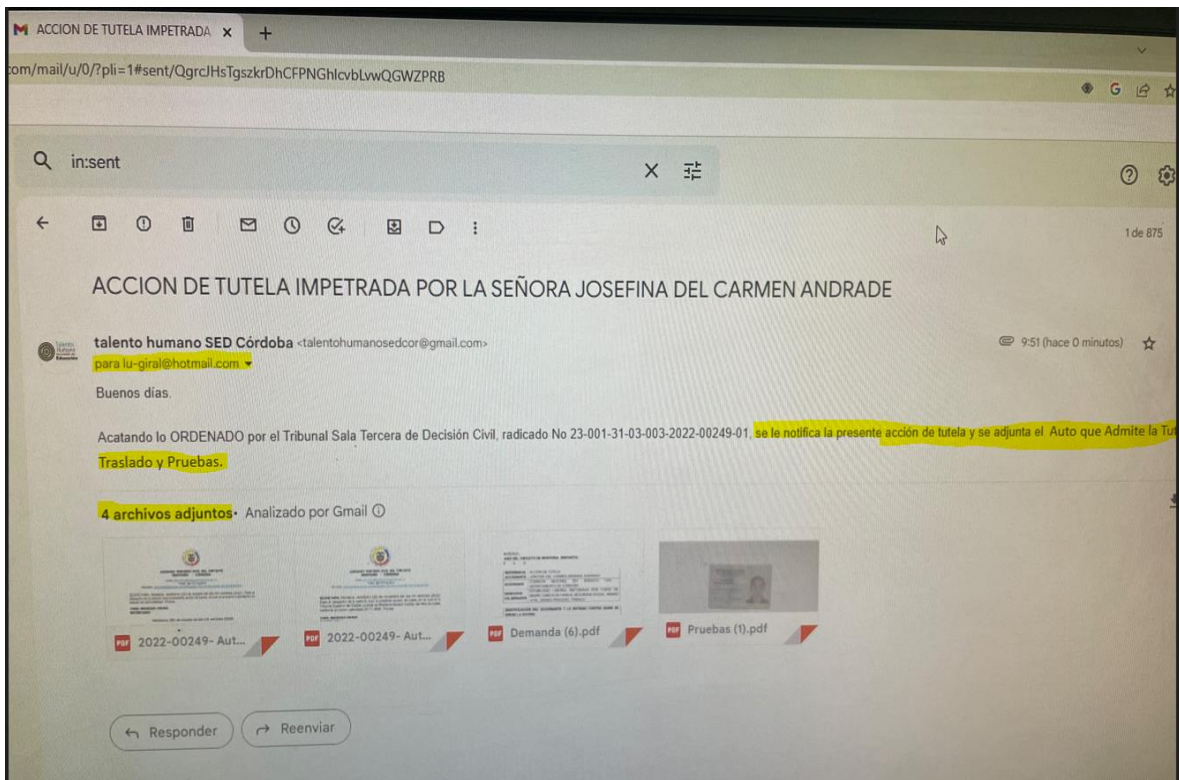 ACCION DE TUTELA IMPETRADA
com/mail/u/0/?pli=1#sent/QgrcJHsTgszkrDhCFPNGhlcvbLvwQGWZPRB
in:sent
1 de 875
ACCION DE TUTELA IMPETRADA POR LA SEÑORA JOSEFINA DEL CARMEN ANDRADE
talento humano SED Córdoba <talentohumanosedcor@gmail.com>
9:51 (hace 0 minutos)
para lu-giral@hotmail.com
Buenos días.
Acatando lo ORDENADO por el Tribunal Sala Tercera de Decisión Civil, radicado No 23-001-31-03-003-2022-00249-01, se le notifica la presente acción de tutela y se adjunta el Auto que Admite la Tut
Traslado y Pruebas.
4 archivos adjuntos • Analizado por Gmail
PDF 2022-00249- Aut...
PDF 2022-00249- Aut...
PDF Demanda (6).pdf
PDF Pruebas (1).pdf
Responder
Reenviar